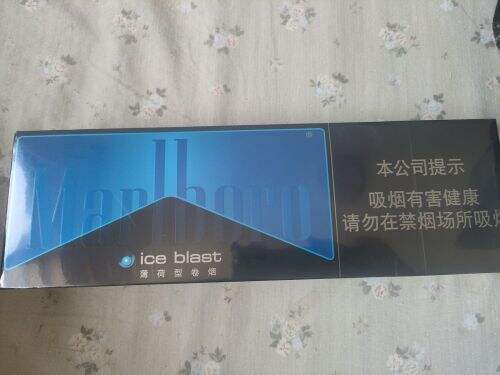 Marlboro
®
ice blast
薄荷型卷烟
本公司提示
吸烟有害健康
请勿在禁烟场所吸烟